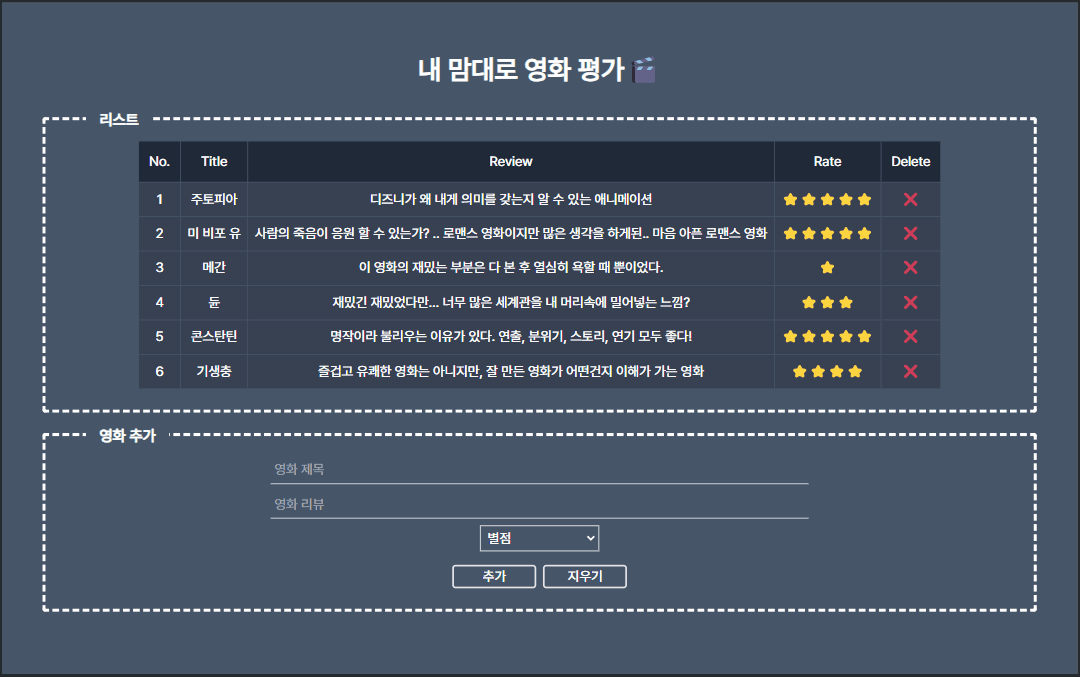 내 맘대로 영화 평가
리스트
No. Title Review Rate Delete
1 주토피아 디즈니가 왜 내게 의미를 갖는지 알 수 있는 애니메이션
2 미 비포 유 사람의 죽음이 응원 할 수 있는가? .. 로맨스 영화이지만 많은 생각을 하게된.. 마음 아픈 로맨스 영화
3 메간 이 영화의 재밌는 부분은 다 본 후 열심히 욕할 때 뿐이었다.
4 듄 재밌긴 재밌었다만... 너무 많은 세계관을 내 머리속에 밀어넣는 느낌?
5 콘스탄틴 명작이라 불리우는 이유가 있다. 연출, 분위기, 스토리, 연기 모두 좋다!
6 기생충 즐겁고 유쾌한 영화는 아니지만, 잘 만든 영화가 어떤건지 이해가 가는 영화
영화 추가
영화 제목
영화 리뷰
별점
추가 지우기